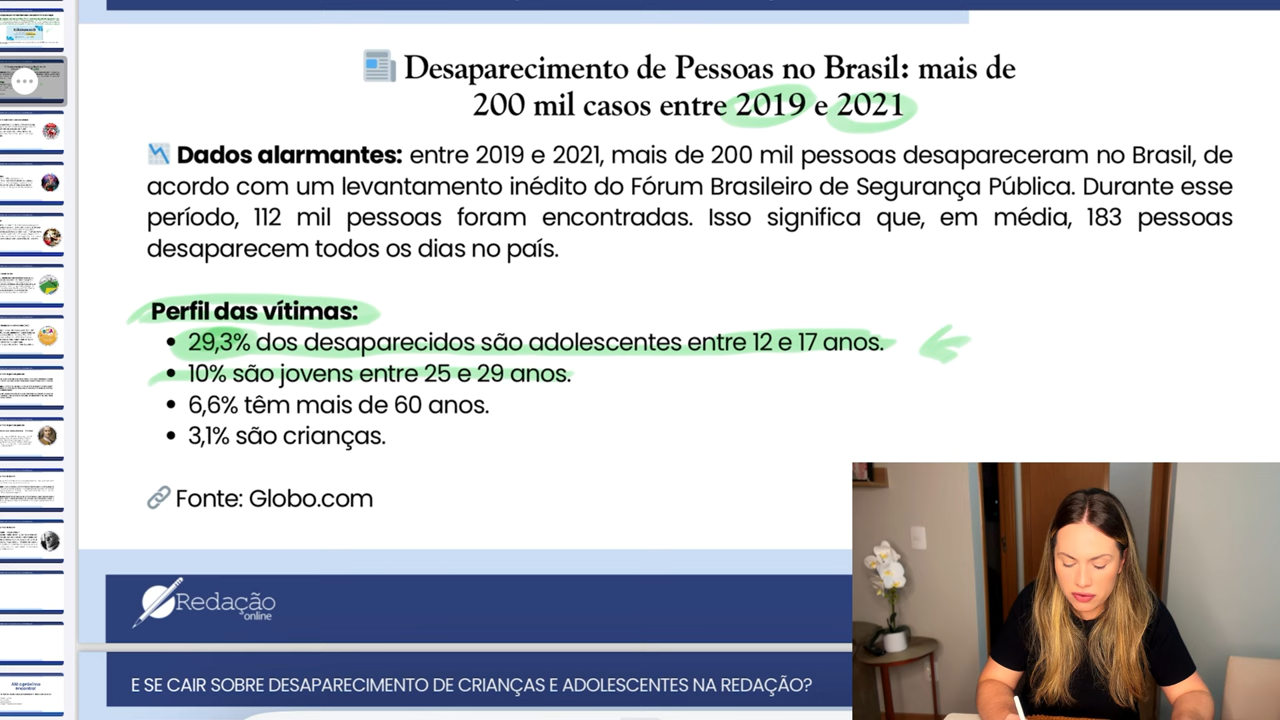 Desaparecimento de Pessoas no Brasil: mais de
200 mil casos entre 2019 e 2021
Dados alarmantes: entre 2019 e 2021, mais de 200 mil pessoas desapareceram no Brasil, de
acordo com um levantamento inédito do Fórum Brasileiro de Segurança Pública. Durante esse
período, 112 mil pessoas foram encontradas. Isso significa que, em média, 183 pessoas
desaparecem todos os dias no país.
Perfil das vítimas:
• 29,3% dos desaparecidos são adolescentes entre 12 e 17 anos.
• 10% são jovens entre 25 e 29 anos.
• 6,6% têm mais de 60 anos.
• 3,1% são crianças.
Fonte: Globo.com
Redação
online
E SE CAIR SOBRE DESAPARECIMENTO DE CRIANÇAS E ADOLESCENTES NA REDAÇÃO?